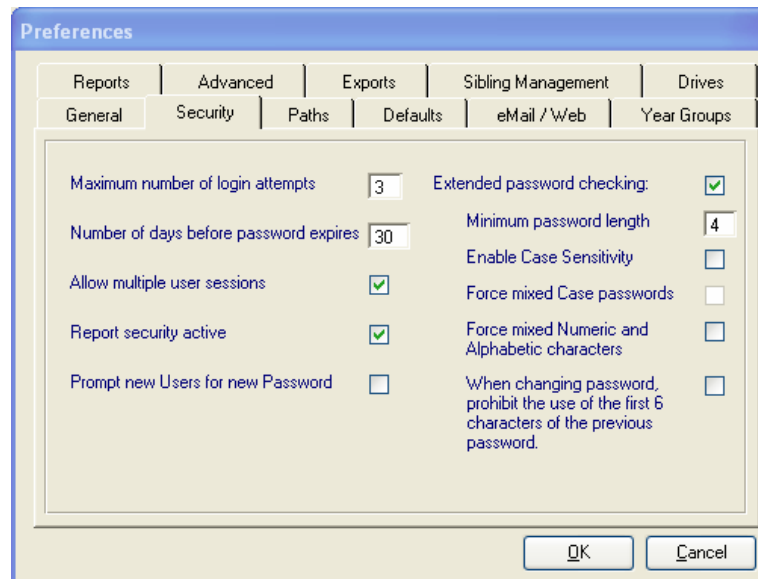 Preferences
Reports Advanced Exports Sibling Management Drives
General Security Paths Defaults eMail / Web Year Groups
Maximum number of login attempts 3
Number of days before password expires 30
Allow multiple user sessions
Report security active
Prompt new Users for new Password
Extended password checking:
Minimum password length 4
Enable Case Sensitivity
Force mixed Case passwords
Force mixed Numeric and
Alphabetic characters
When changing password,
prohibit the use of the first 6
characters of the previous
password.
OK Cancel